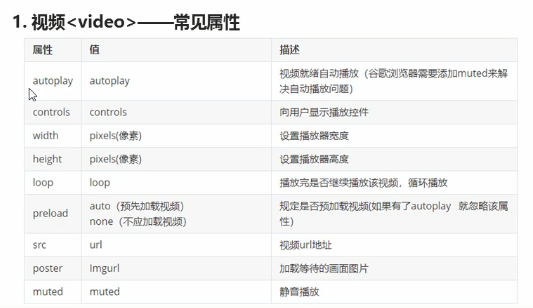 1. 视频<video>——常见属性
属性 值 描述
autoplay autoplay 视频就绪自动播放（谷歌浏览器需要添加muted来解
决自动播放问题）
controls controls 向用户显示播放控件
width pixels(像素) 设置播放器宽度
height pixels(像素) 设置播放器高度
loop loop 播放完是否继续播放该视频，循环播放
preload auto（预先加载视频） 规定是否预加载视频(如果有了autoplay 就忽略该属
none（不应加载视频） 性）
src url 视频url地址
poster Imgurl 加载等待的画面图片
muted muted 静音播放